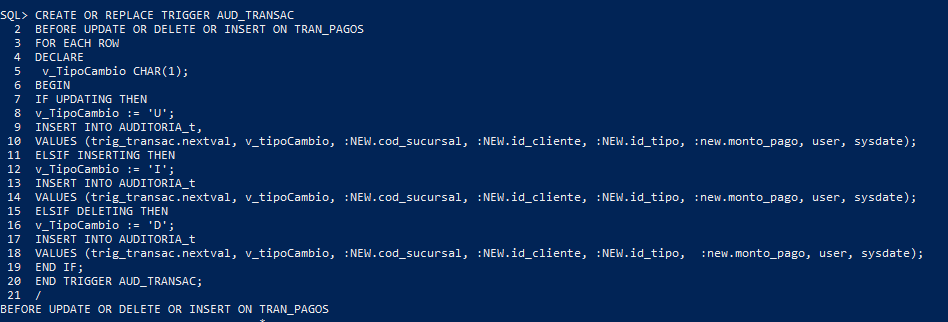 SQL> CREATE OR REPLACE TRIGGER AUD_TRANSAC
2 BEFORE UPDATE OR DELETE OR INSERT ON TRAN_PAGOS
3 FOR EACH ROW
4 DECLARE
5 v_TipoCambio CHAR(1);
6 BEGIN
7 IF UPDATING THEN
8 v_TipoCambio := 'U';
9 INSERT INTO AUDITORIA_t,
10 VALUES (trig_transac.nextval, v_tipoCambio, :NEW.cod_sucursal, :NEW.id_cliente, :NEW.id_tipo, :new.monto_pago, user, sysdate);
11 ELSIF INSERTING THEN
12 v_TipoCambio := 'I';
13 INSERT INTO AUDITORIA_t
14 VALUES (trig_transac.nextval, v_tipoCambio, :NEW.cod_sucursal, :NEW.id_cliente, :NEW.id_tipo, :new.monto_pago, user, sysdate);
15 ELSIF DELETING THEN
16 v_TipoCambio := 'D';
17 INSERT INTO AUDITORIA_t
18 VALUES (trig_transac.nextval, v_tipoCambio, :NEW.cod_sucursal, :NEW.id_cliente, :NEW.id_tipo,  :new.monto_pago, user, sysdate);
19 END IF;
20 END TRIGGER AUD_TRANSAC;
21 /
BEFORE UPDATE OR DELETE OR INSERT ON TRAN_PAGOS
*